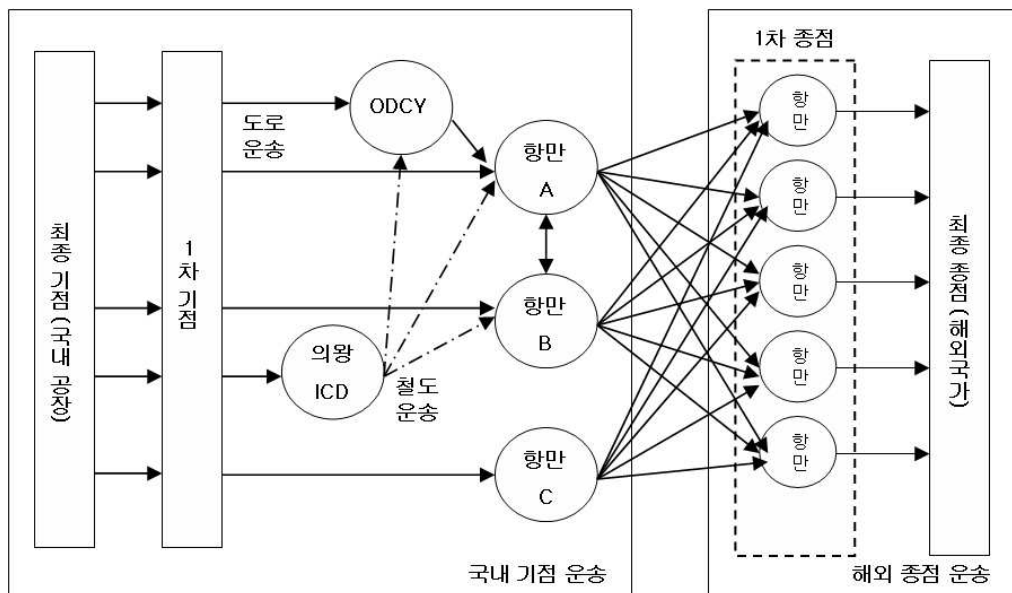 최종 기점(국내 공장)
1차 기점
도로
운송
ODCY
항만
A
항만
B
의왕
ICD
철도
운송
항만
C
국내 기점 운송
1차 종점
항
만
항
만
항
만
항
만
항
만
최종 종점(해외국가)
해외 종점 운송